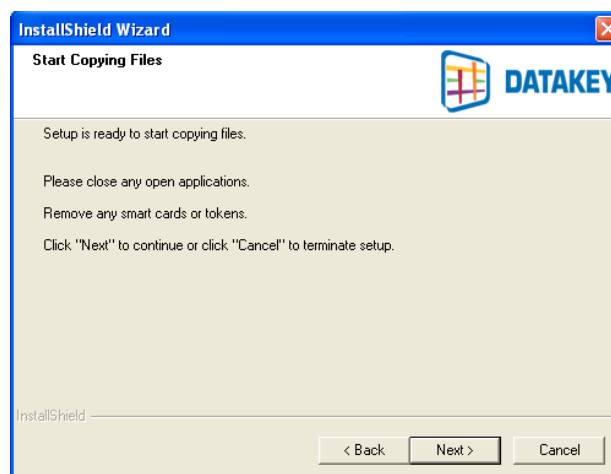 InstallShield Wizard
Start Copying Files
DATAKEY
Setup is ready to start copying files.
Please close any open applications.
Remove any smart cards or tokens.
Click "Next" to continue or click "Cancel" to terminate setup.
InstallShield
< Back Next > Cancel